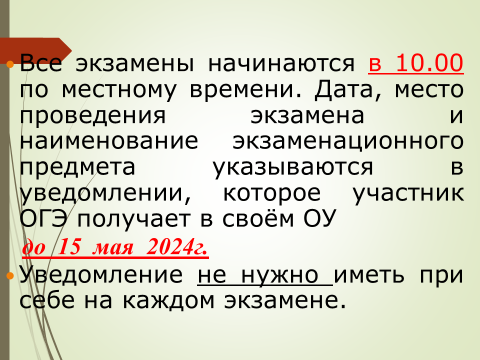 Все экзамены начинаются в 10.00
по местному времени. Дата, место
проведения экзамена и
наименование экзаменационного
предмета указываются в
уведомлении, которое участник
ОГЭ получает в своём ОУ
до 15 мая 2024г.
Уведомление не нужно иметь при
себе на каждом экзамене.